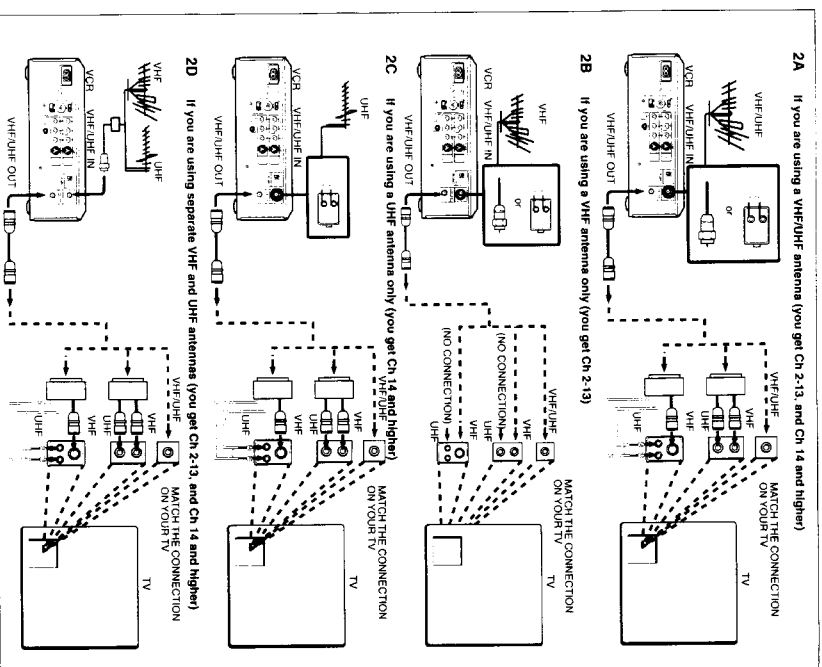 2A If you are using a VHF/UHF antenna (you get Ch 2-13, and Ch 14 and higher)
VHF/UHF
VCR
VHF/UHF IN
or
VHF/UHF OUT
VHF/UHF
VHF
UHF
VHF
UHF
MATCH THE CONNECTION
ON YOUR TV
TV
2B If you are using a VHF antenna only (you get Ch 2-13)
VHF
VCR
VHF/UHF IN
or
VHF/UHF OUT
VHF/UHF
VHF
(NO CONNECTION)
UHF
VHF
(NO CONNECTION)
UHF
MATCH THE CONNECTION
ON YOUR TV
TV
2C If you are using a UHF antenna only (you get Ch 14 and higher)
UHF
VCR
VHF/UHF IN
VHF/UHF OUT
VHF/UHF
VHF
UHF
VHF
UHF
MATCH THE CONNECTION
ON YOUR TV
TV
2D If you are using separate VHF and UHF antennas (you get Ch 2-13, and Ch 14 and higher)
VHF
UHF
VCR
VHF/UHF IN
VHF/UHF OUT
VHF/UHF
VHF
UHF
VHF
UHF
MATCH THE CONNECTION
ON YOUR TV
TV